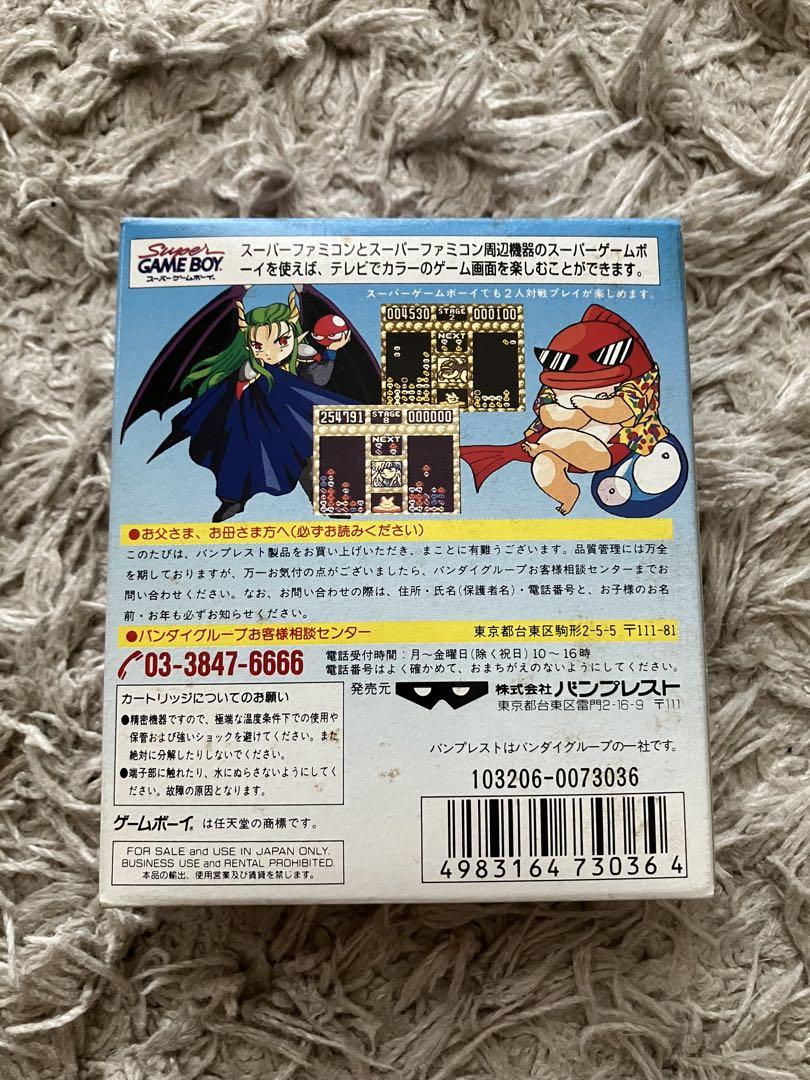 Super
GAME BOY
スーパーゲームボーイ
スーパーファミコンとスーパーファミコン周辺機器のスーパーゲームボ
ーイを使えば、テレビでカラーのゲーム画面を楽しむことができます。
スーパーゲームボーイでも2人対戦プレイが楽しめます。
004530 STAGE 2 000100
NEXT
254791 STAGE 8 000000
NEXT
●お父さま、お母さま方へ(必ずお読みください)
このたびは、バンプレスト製品をお買い上げいただき、まことに有難うございます。品質管理には万全
を期しておりますが、万一お気付の点がございましたら、バンダイグループお客様相談センターまでお
問い合わせください。なお、お問い合わせの際は、住所・氏名(保護者名)・電話番号と、お子様のお名
前・お年も必ずお知らせください。
●バンダイグループお客様相談センター 東京都台東区駒形2-5-5 〒111-81
03-3847-6666
電話受付時間:月〜金曜日(除く祝日)10〜16時
電話番号はよく確かめて、おまちがえのないようにしてください。
カートリッジについてのお願い
●精密機器ですので、極端な温度条件下での使用や
保管および強いショックを避けてください。また
絶対に分解したりしないでください。
●端子部に触れたり、水にぬらさないようにしてく
ださい。故障の原因となります。
発売元 株式会社バンプレスト
東京都台東区雷門2-16-9 〒111
バンプレストはバンダイグループの一社です。
103206-0073036
ゲームボーイ は任天堂の商標です。
FOR SALE and USE IN JAPAN ONLY.
BUSINESS USE and RENTAL PROHIBITED.
本品の輸出、使用営業及び賃貸を禁じます。
4983164 730364